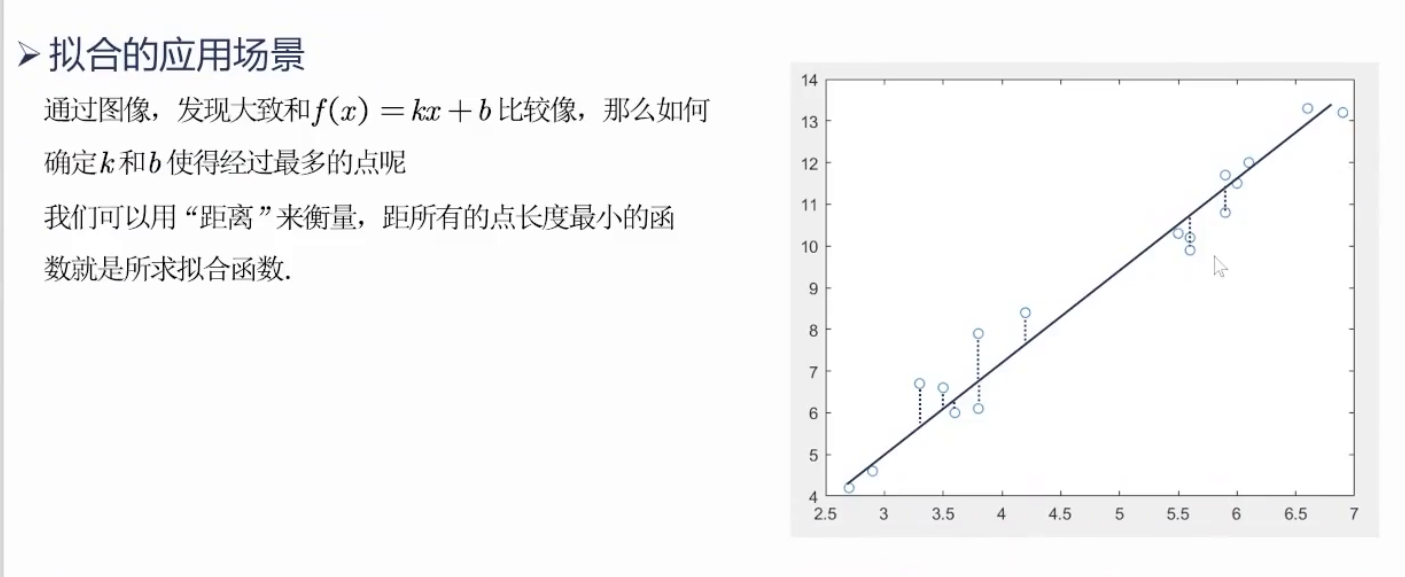 ➢拟合的应用场景
通过图像，发现大致和f(x)=kx+b比较像，那么如何
确定k和b使得经过最多的点呢
我们可以用“距离”来衡量，距所有的点长度最小的函
数就是所求拟合函数.
14
13
12
11
10
9
8
7
6
5
4
2.5 3 3.5 4 4.5 5 5.5 6 6.5 7